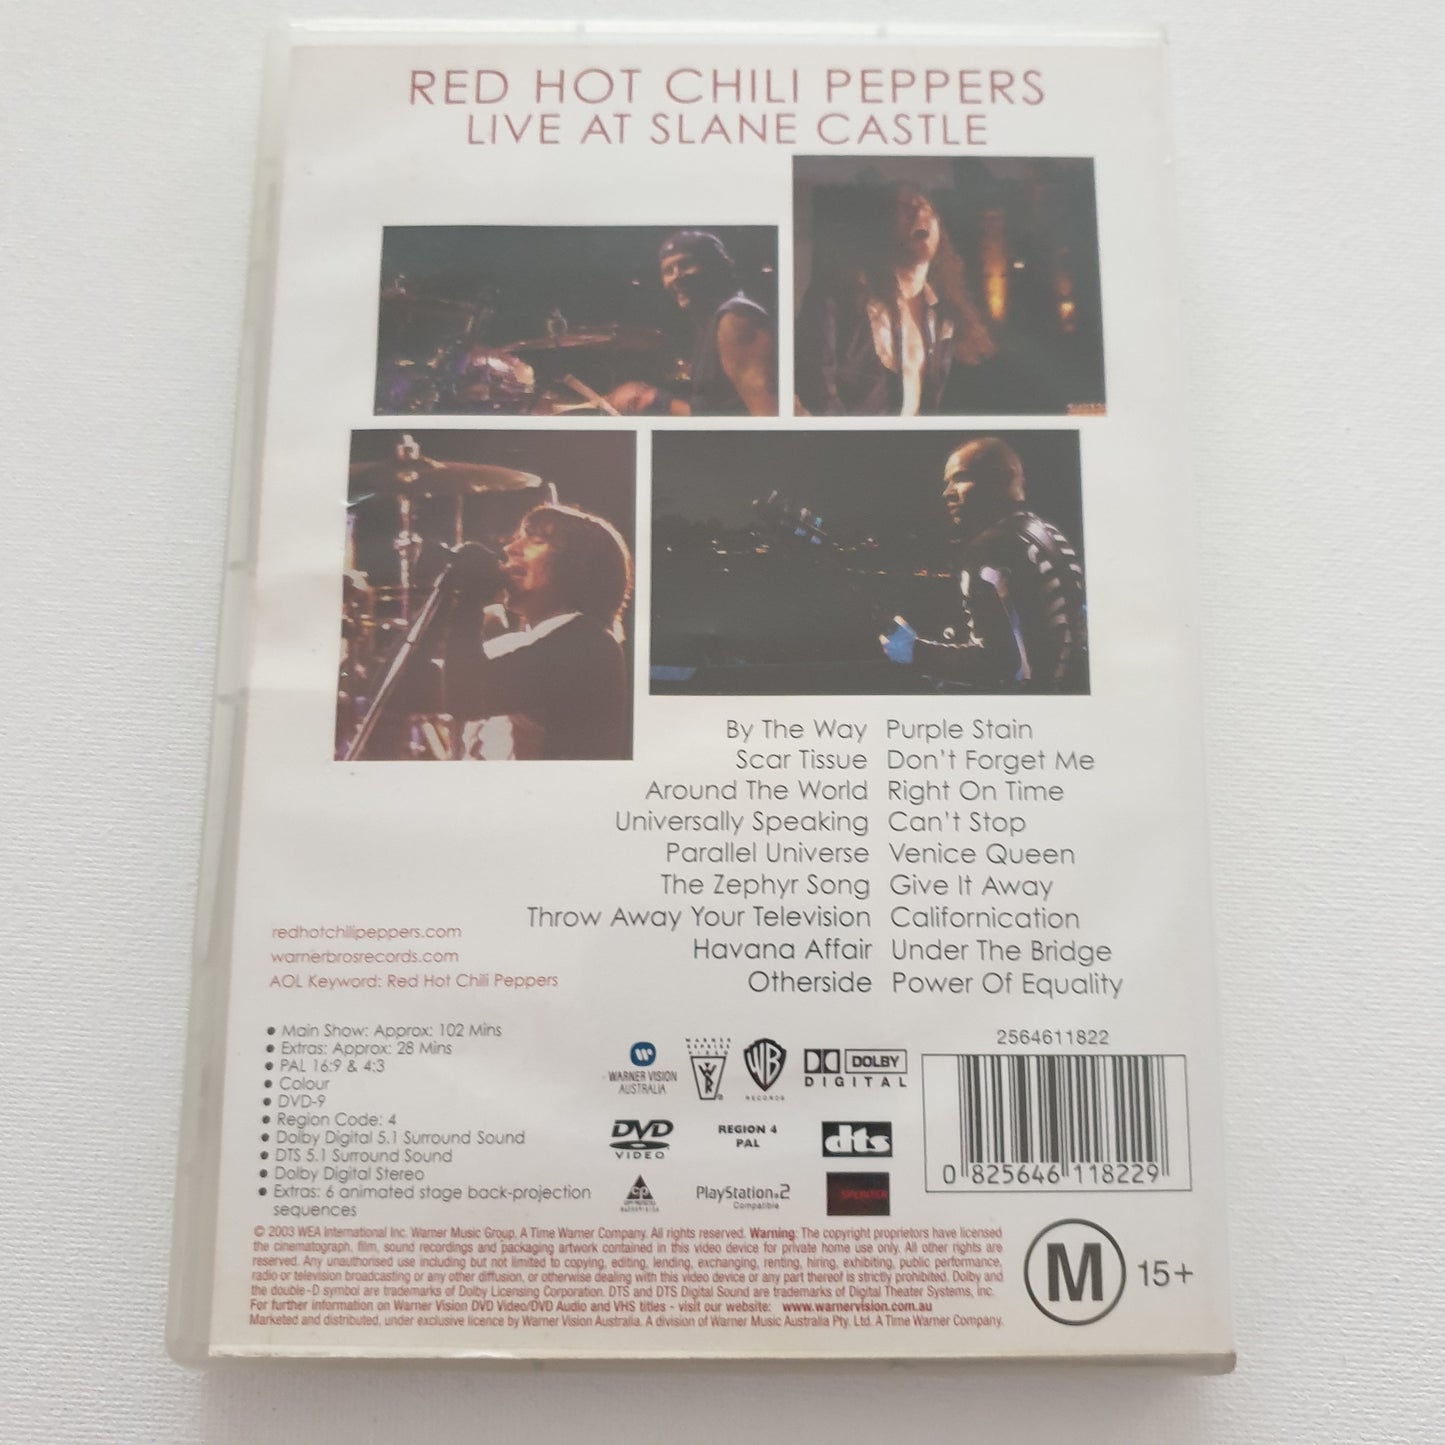 RED HOT CHILI PEPPERS
LIVE AT SLANE CASTLE
By The Way Purple Stain
Scar Tissue Don't Forget Me
Around The World Right On Time
Universally Speaking Can't Stop
Parallel Universe Venice Queen
The Zephyr Song Give It Away
Throw Away Your Television Californication
Havana Affair Under The Bridge
Otherside Power Of Equality
redhotchilipeppers.com
warnerbrosrecords.com
AOL Keyword: Red Hot Chili Peppers
• Main Show: Approx: 102 Mins
• Extras: Approx: 28 Mins
• PAL 16:9 & 4:3
• Colour
• DVD-9
• Region Code: 4
• Dolby Digital 5.1 Surround Sound
• DTS 5.1 Surround Sound
• Dolby Digital Stereo
• Extras: 6 animated stage back-projection
sequences
WARNER VISION
AUSTRALIA
WARNER
REPRISE
VIDEO
WB
RECORDS
DOLBY
DIGITAL
DVD
VIDEO
REGION 4
PAL
dts
PlayStation.2
Compatible
SPLINTER
2564611822
0 825646 118229
© 2003 WEA International Inc. Warner Music Group, A Time Warner Company. All rights reserved. Warning: The copyright proprietors have licensed
the cinematograph, film, sound recordings and packaging artwork contained in this video device for private home use only. All other rights are
reserved. Any unauthorised use including but not limited to copying, editing, lending, exchanging, renting, hiring, exhibiting, public performance,
radio or television broadcasting or any other diffusion, or otherwise dealing with this video device or any part thereof is strictly prohibited. Dolby and
the double-D symbol are trademarks of Dolby Licensing Corporation. DTS and DTS Digital Sound are trademarks of Digital Theater Systems, Inc.
For further information on Warner Vision DVD Video/DVD Audio and VHS titles - visit our website: www.warnervision.com.au
Marketed and distributed, under exclusive licence by Warner Vision Australia. A division of Warner Music Australia Pty. Ltd. A Time Warner Company.
M 15+